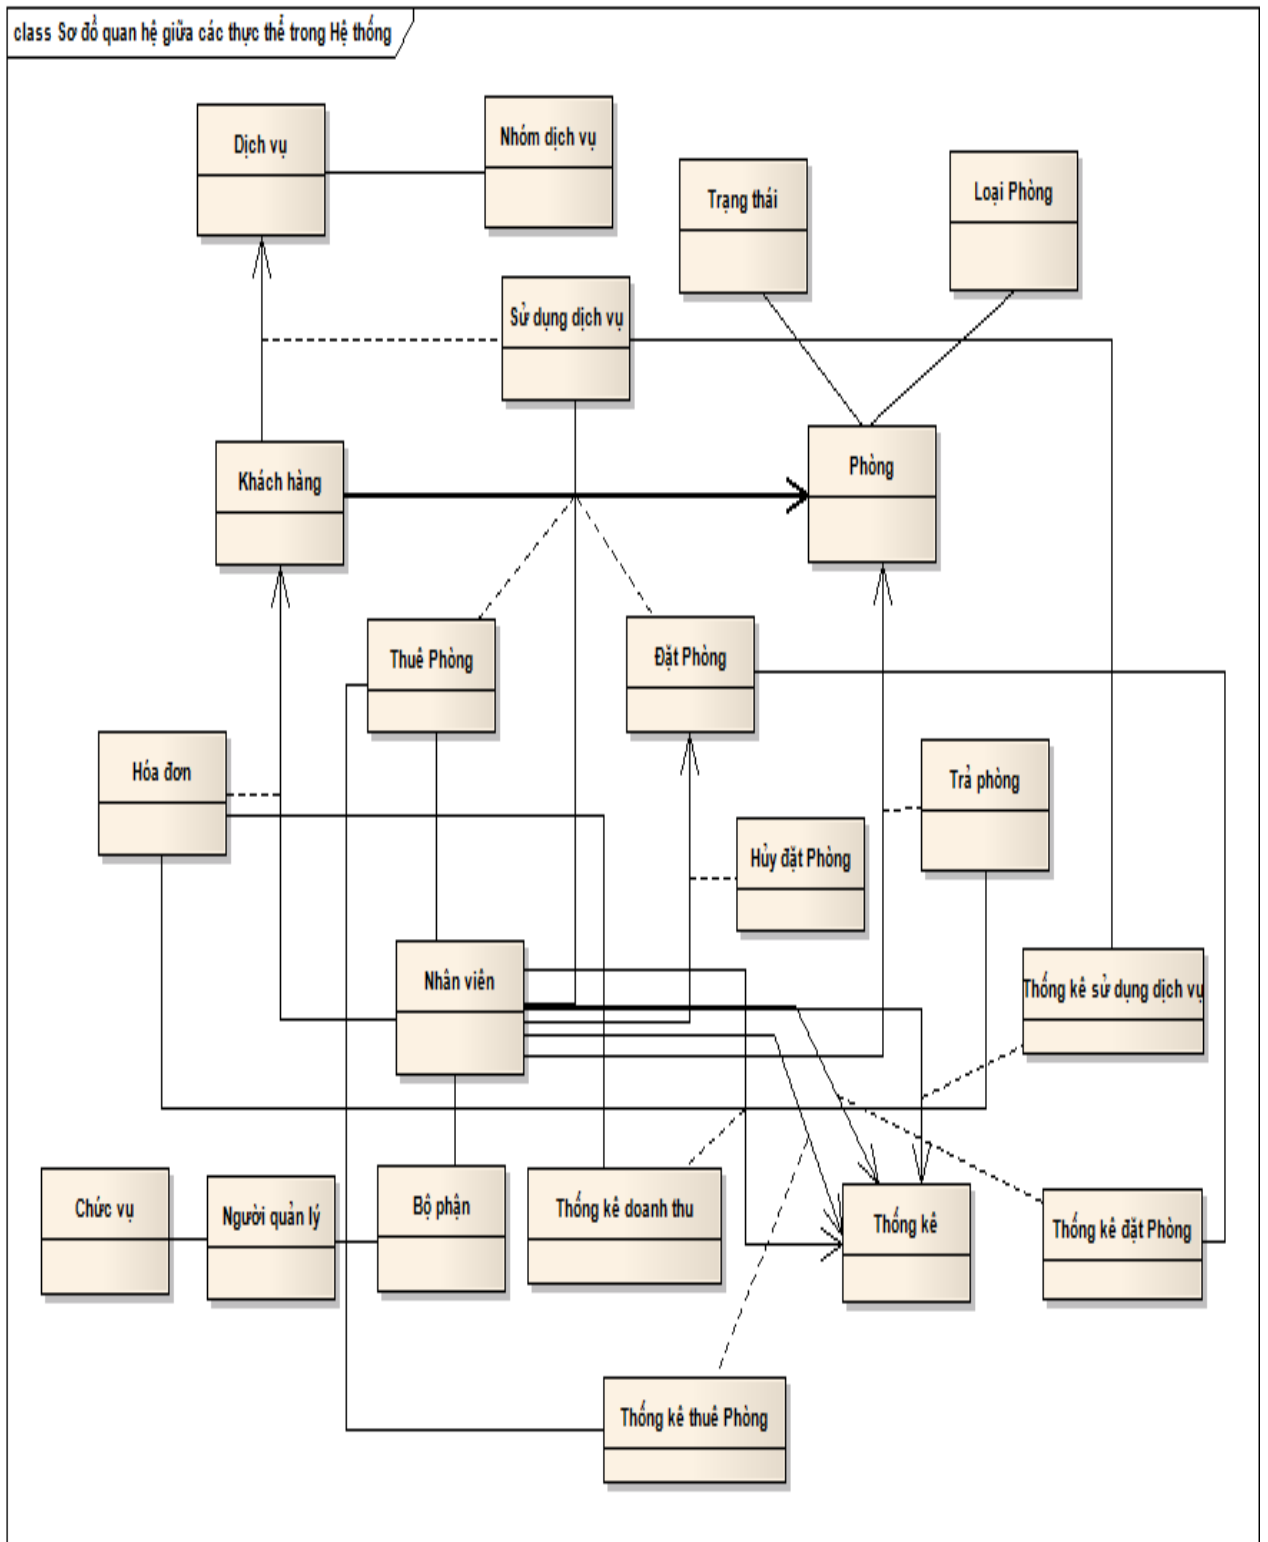 class Sơ đồ quan hệ giữa các thực thể trong Hệ thống
Dịch vụ
Nhóm dịch vụ
Trạng thái
Loại Phòng
Sử dụng dịch vụ
Khách hàng
Phòng
Thuê Phòng
Đặt Phòng
Hóa đơn
Trả phòng
Hủy đặt Phòng
Nhân viên
Thống kê sử dụng dịch vụ
Chức vụ
Người quản lý
Bộ phận
Thống kê doanh thu
Thống kê
Thống kê đặt Phòng
Thống kê thuê Phòng